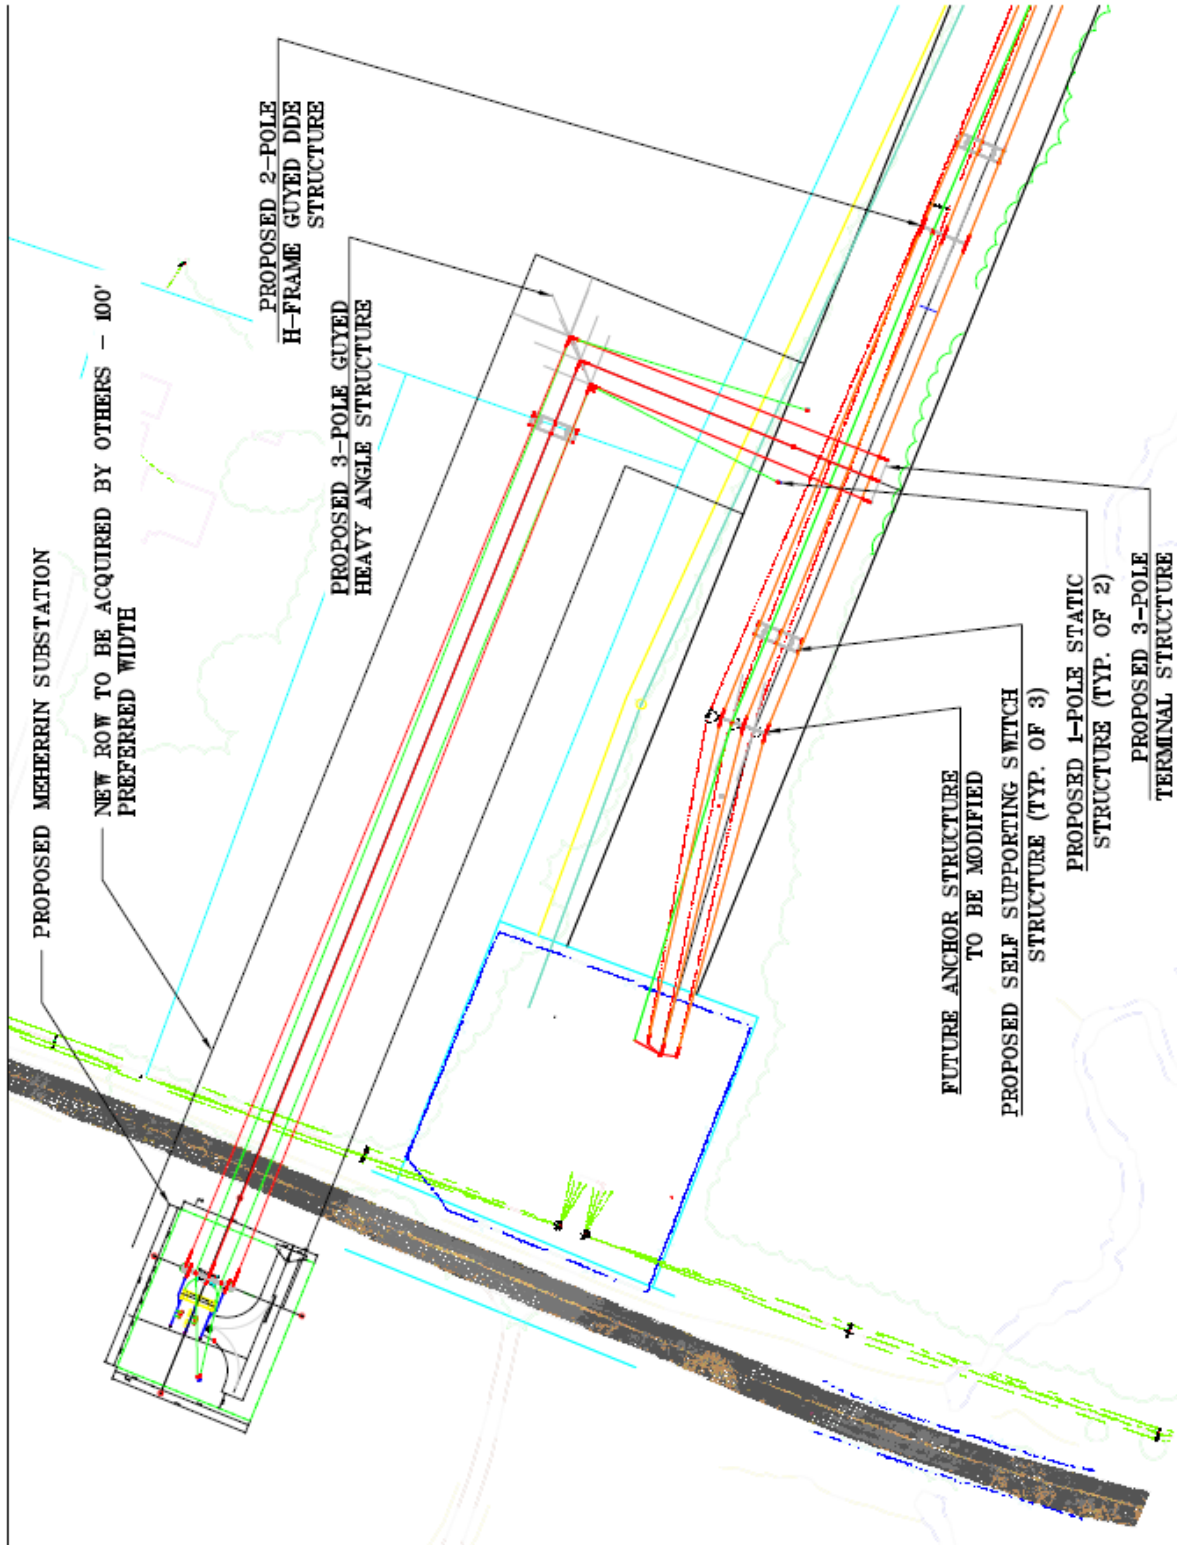 PROPOSED MEHERRIN SUBSTATION
NEW ROW TO BE ACQUIRED BY OTHERS - 100'
PREFERRED WIDTH
PROPOSED 2-POLE
H-FRAME GUYED DDE
STRUCTURE
PROPOSED 3-POLE GUYED
HEAVY ANGLE STRUCTURE
FUTURE ANCHOR STRUCTURE
TO BE MODIFIED
PROPOSED SELF SUPPORTING SWITCH
STRUCTURE (TYP. OF 3)
PROPOSED 1-POLE STATIC
STRUCTURE (TYP. OF 2)
PROPOSED 3-POLE
TERMINAL STRUCTURE